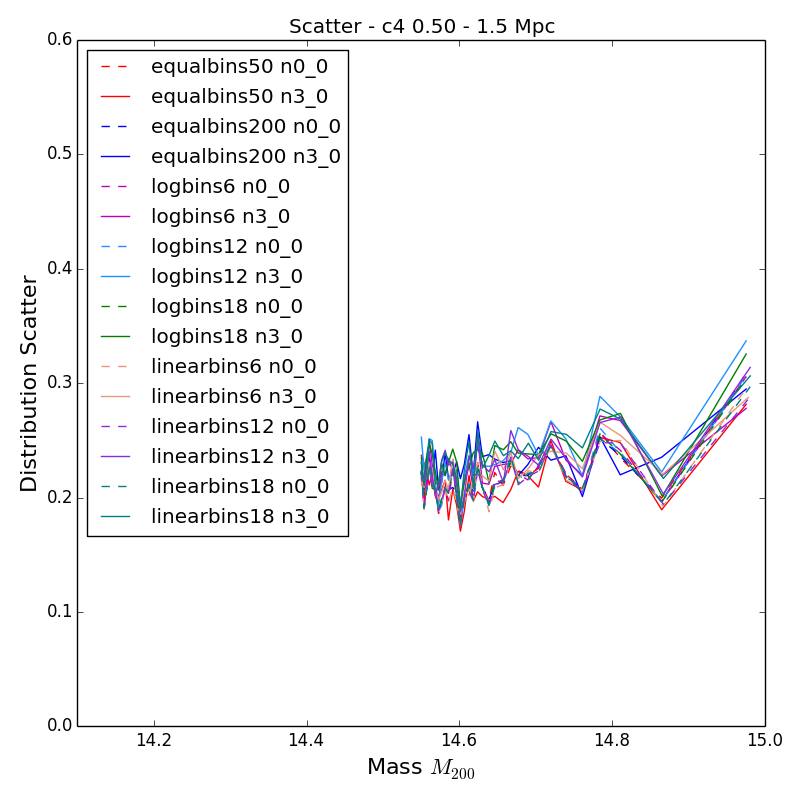 Scatter - c4 0.50 - 1.5 Mpc
0.6
0.5
0.4
0.3
0.2
0.1
0.0
Distribution Scatter
equalbins50 n0_0
equalbins50 n3_0
equalbins200 n0_0
equalbins200 n3_0
logbins6 n0_0
logbins6 n3_0
logbins12 n0_0
logbins12 n3_0
logbins18 n0_0
logbins18 n3_0
linearbins6 n0_0
linearbins6 n3_0
linearbins12 n0_0
linearbins12 n3_0
linearbins18 n0_0
linearbins18 n3_0
14.2 14.4 14.6 14.8 15.0
Mass M_{200}